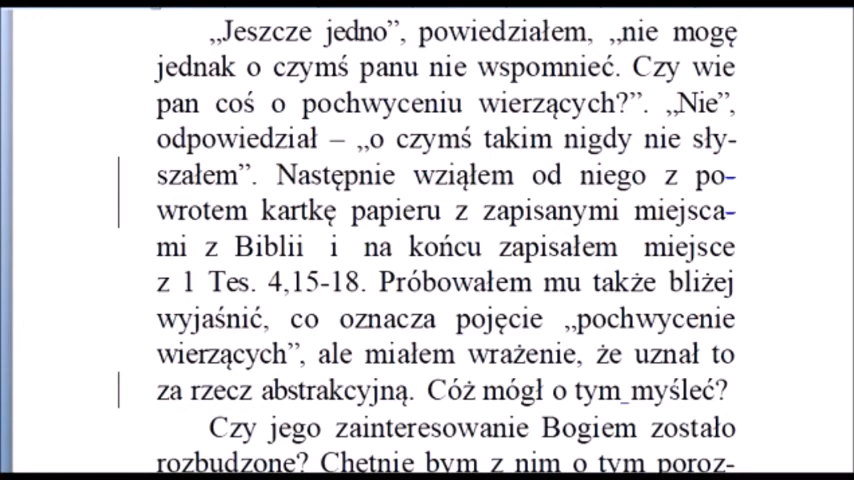 „Jeszcze jedno”, powiedziałem, „nie mogę
jednak o czymś panu nie wspomnieć. Czy wie
pan coś o pochwyceniu wierzących?”. „Nie”,
odpowiedział – „o czymś takim nigdy nie sły-
szałem”. Następnie wziąłem od niego z po-
wrotem kartkę papieru z zapisanymi miejsca-
mi z Biblii i na końcu zapisałem miejsce
z 1 Tes. 4,15-18. Próbowałem mu także bliżej
wyjaśnić, co oznacza pojęcie „pochwycenie
wierzących”, ale miałem wrażenie, że uznał to
za rzecz abstrakcyjną. Cóż mógł o tym myśleć?
Czy jego zainteresowanie Bogiem zostało
rozbudzone? Chętnie bym z nim o tym poroz-